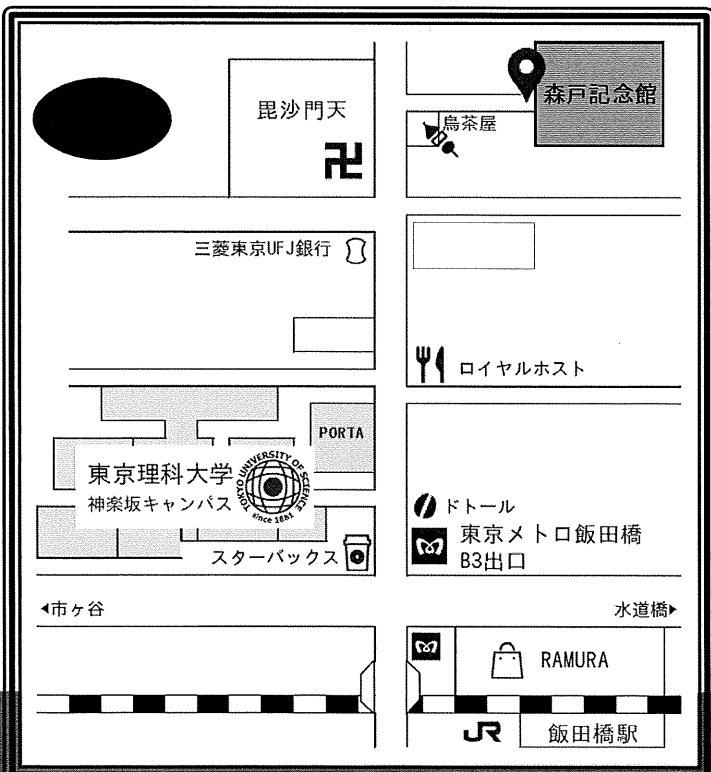 毘沙門天
卍
森戸記念館
鳥茶屋
三菱東京UFJ銀行
ロイヤルホスト
PORTA
東京理科大学
神楽坂キャンパス
TOKYO UNIVERSITY OF SCIENCE
since 1881
スターバックス
ドトール
東京メトロ飯田橋
B3出口
◀市ヶ谷
水道橋▶
RAMURA
JR
飯田橋駅